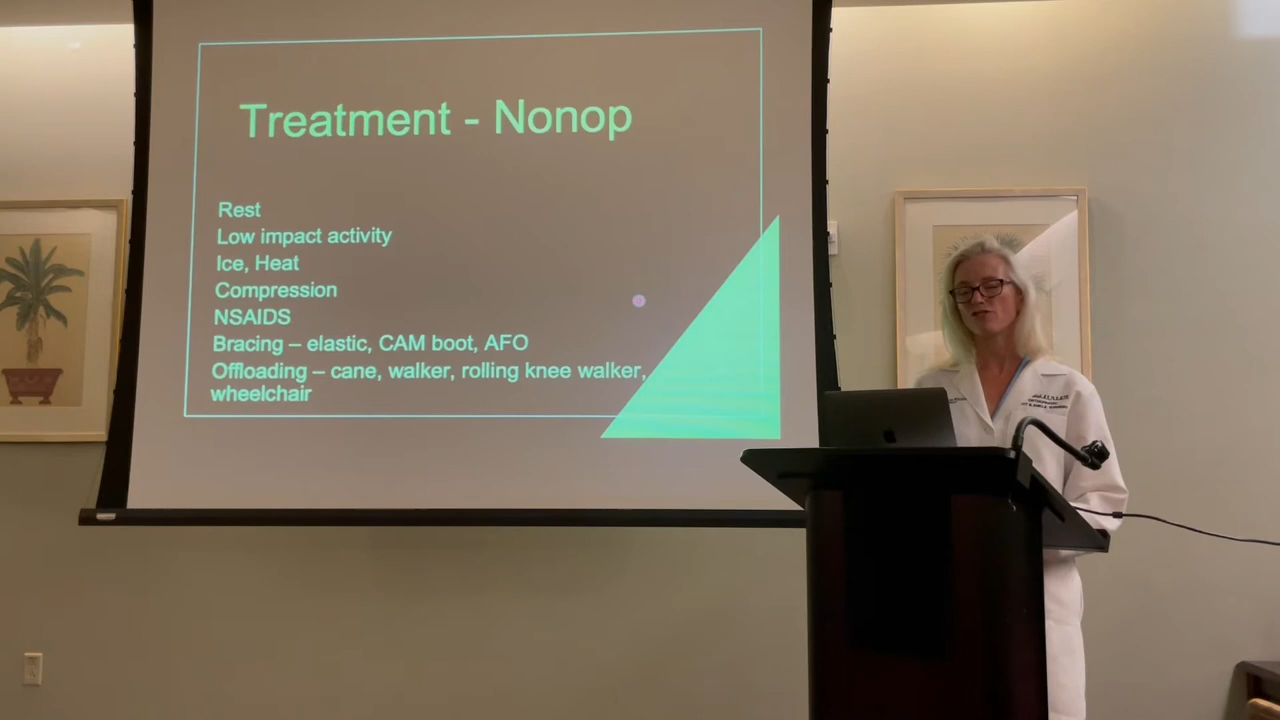 Treatment - Nonop
Rest
Low impact activity
Ice, Heat
Compression
NSAIDS
Bracing – elastic, CAM boot, AFO
Offloading – cane, walker, rolling knee walker,
wheelchair